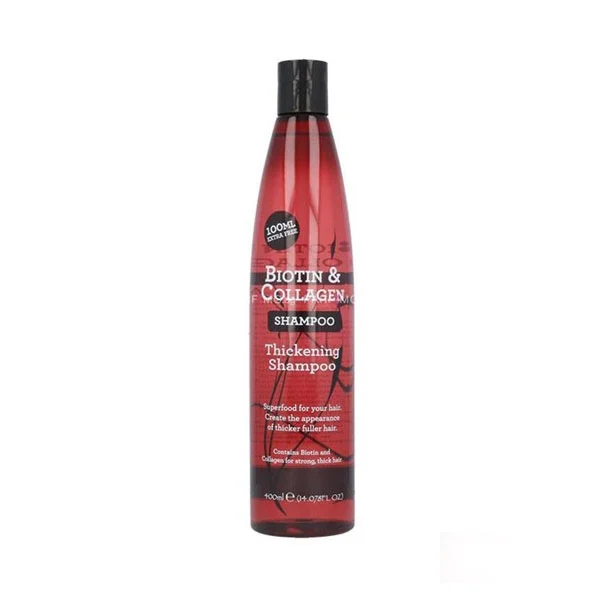 100ML
EXTRA FREE
BIOTIN &
COLLAGEN
SHAMPOO
Thickening
Shampoo
Superfood for your hair.
Create the appearance
of thicker fuller hair.
Contains Biotin and
Collagen for strong, thick hair
400ml ℮ (14.078FL.OZ)